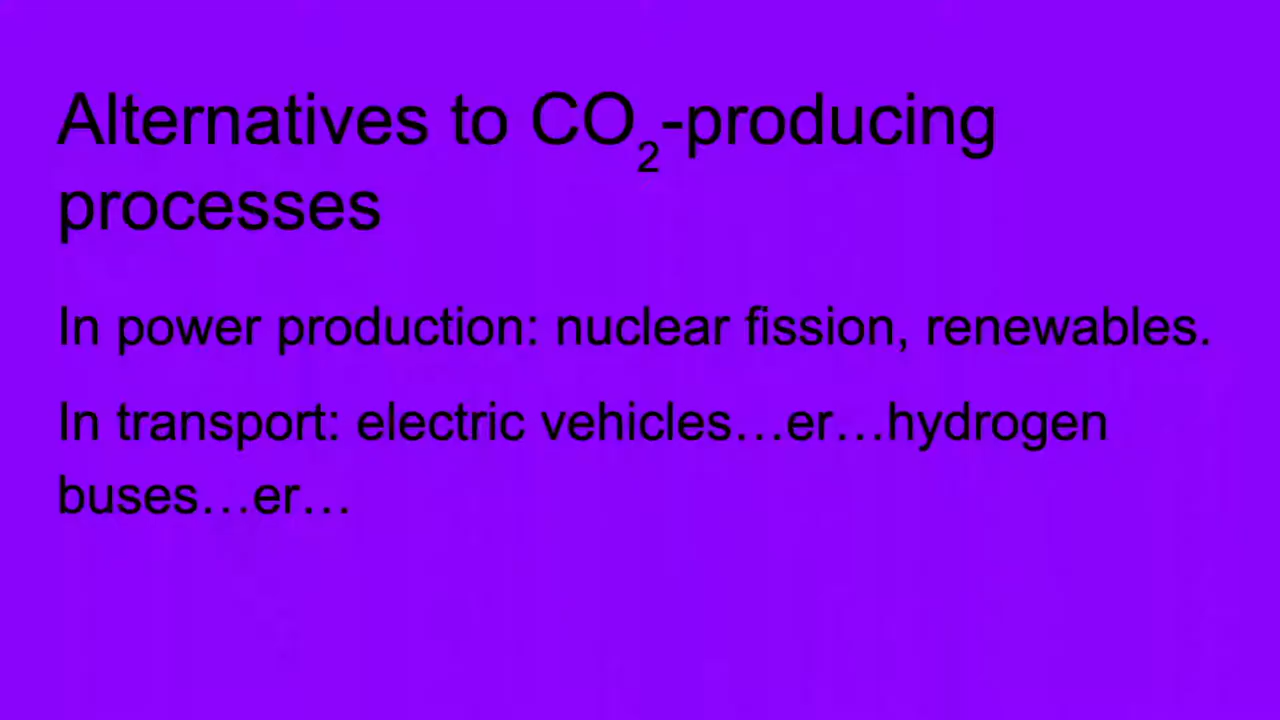 Alternatives to CO₂-producing
processes
In power production: nuclear fission, renewables.
In transport: electric vehicles…er…hydrogen
buses…er…